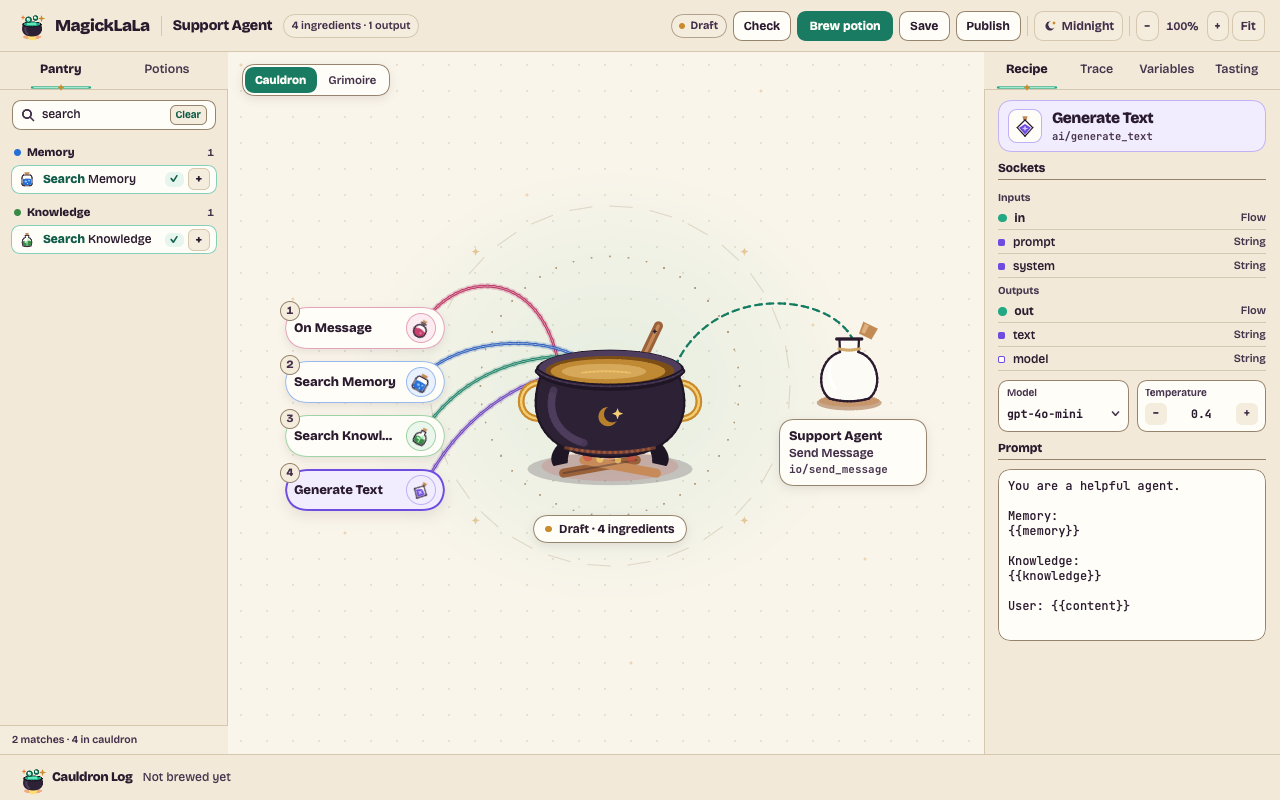 MagickLaLa
Support Agent
4 ingredients · 1 output
Draft
Check
Brew potion
Save
Publish
Midnight
−
100%
+
Fit
Pantry
Potions
search
Clear
Memory
1
Search Memory
+
Knowledge
1
Search Knowledge
+
2 matches · 4 in cauldron
Cauldron
Grimoire
1
On Message
2
Search Memory
3
Search Knowl...
4
Generate Text
Draft · 4 ingredients
Support Agent
Send Message
io/send_message
Recipe
Trace
Variables
Tasting
Generate Text
ai/generate_text
Sockets
Inputs
in
Flow
prompt
String
system
String
Outputs
out
Flow
text
String
model
String
Model
gpt-4o-mini
Temperature
−
0.4
+
Prompt
You are a helpful agent.
Memory:
{{memory}}
Knowledge:
{{knowledge}}
User: {{content}}
Cauldron Log
Not brewed yet